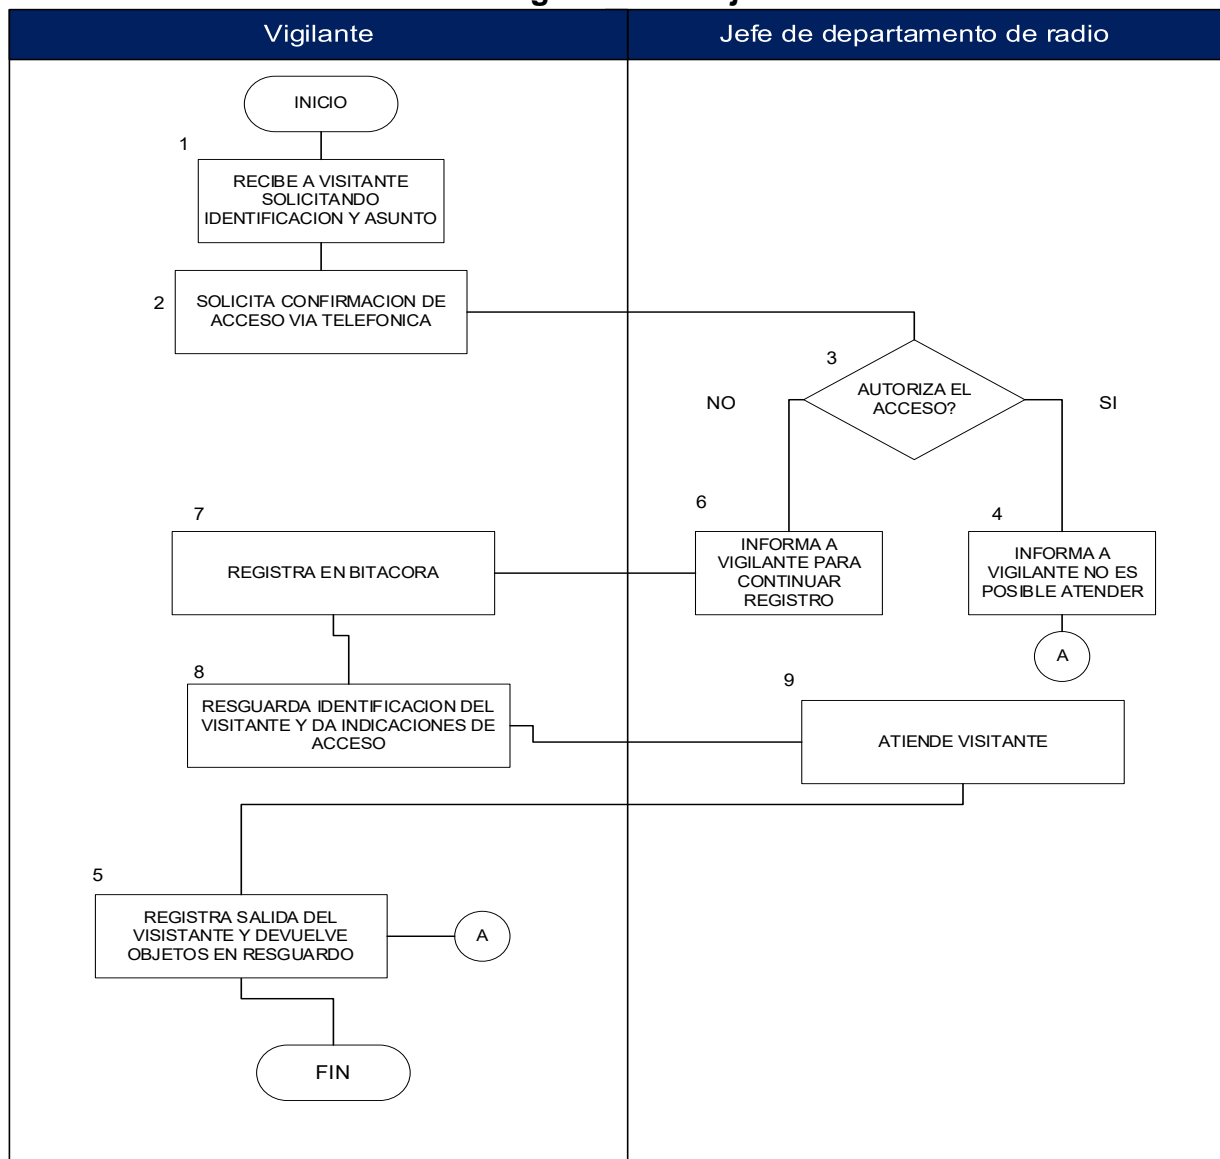 Vigilante
Jefe de departamento de radio
INICIO
1
RECIBE A VISITANTE
SOLICITANDO
IDENTIFICACION Y ASUNTO
2
SOLICITA CONFIRMACION DE
ACCESO VIA TELEFONICA
3
AUTORIZA EL
ACCESO?
NO
SI
6
INFORMA A
VIGILANTE PARA
CONTINUAR
REGISTRO
4
INFORMA A
VIGILANTE NO ES
POSIBLE ATENDER
A
7
REGISTRA EN BITACORA
8
RESGUARDA IDENTIFICACION DEL
VISITANTE Y DA INDICACIONES DE
ACCESO
9
ATIENDE VISITANTE
5
REGISTRA SALIDA DEL
VISISTANTE Y DEVUELVE
OBJETOS EN RESGUARDO
A
FIN